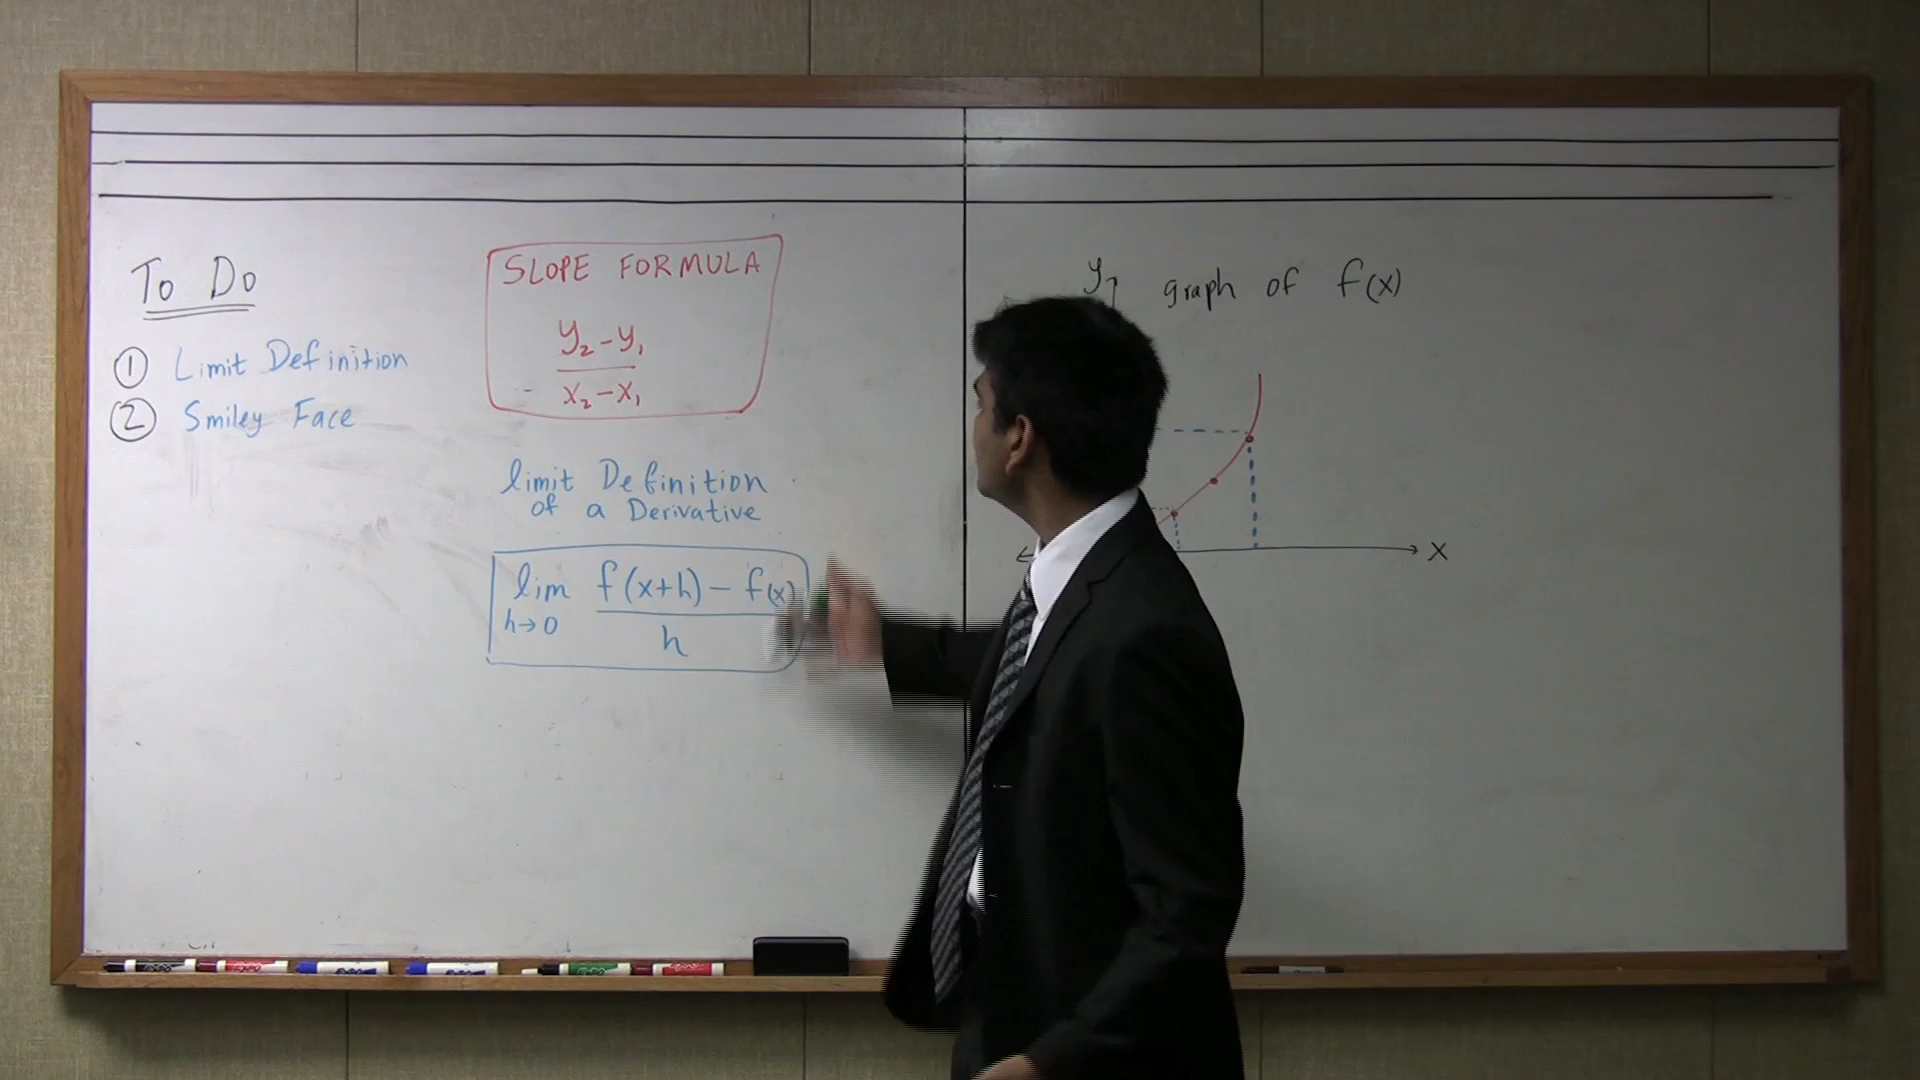 To Do
① Limit Definition
② Smiley Face
SLOPE FORMULA
y₂-y₁
x₂-x₁
limit Definition
of a Derivative
lim f(x+h) - f(x)
h→0 h
y graph of f(x)
x